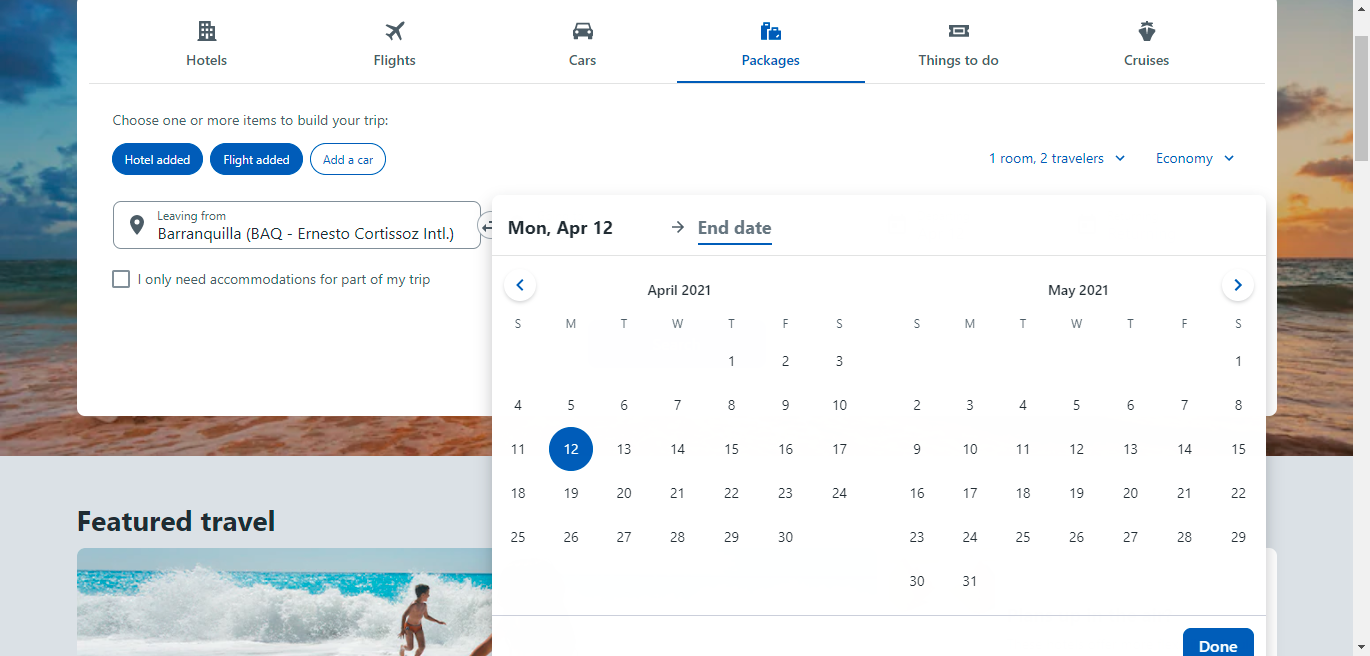 Hotels
Flights
Cars
Packages
Things to do
Cruises
Choose one or more items to build your trip:
Hotel added
Flight added
Add a car
1 room, 2 travelers
Economy
Leaving from
Barranquilla (BAQ - Ernesto Cortissoz Intl.)
I only need accommodations for part of my trip
Mon, Apr 12
End date
April 2021
S M T W T F S
1 2 3
4 5 6 7 8 9 10
11 12 13 14 15 16 17
18 19 20 21 22 23 24
25 26 27 28 29 30
May 2021
S M T W T F S
1
2 3 4 5 6 7 8
9 10 11 12 13 14 15
16 17 18 19 20 21 22
23 24 25 26 27 28 29
30 31
Done
Featured travel